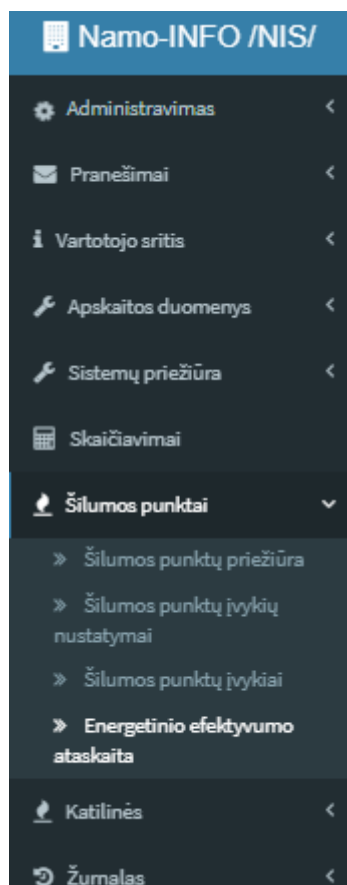 Namo-INFO /NIS/
Administravimas
Pranešimai
Vartotojo sritis
Apskaitos duomenys
Sistemų priežiūra
Skaičiavimai
Šilumos punktai
» Šilumos punktų priežiūra
» Šilumos punktų įvykių
nustatymai
» Šilumos punktų įvykiai
» Energetinio efektyvumo
ataskaita
Katilinės
Žurnalas